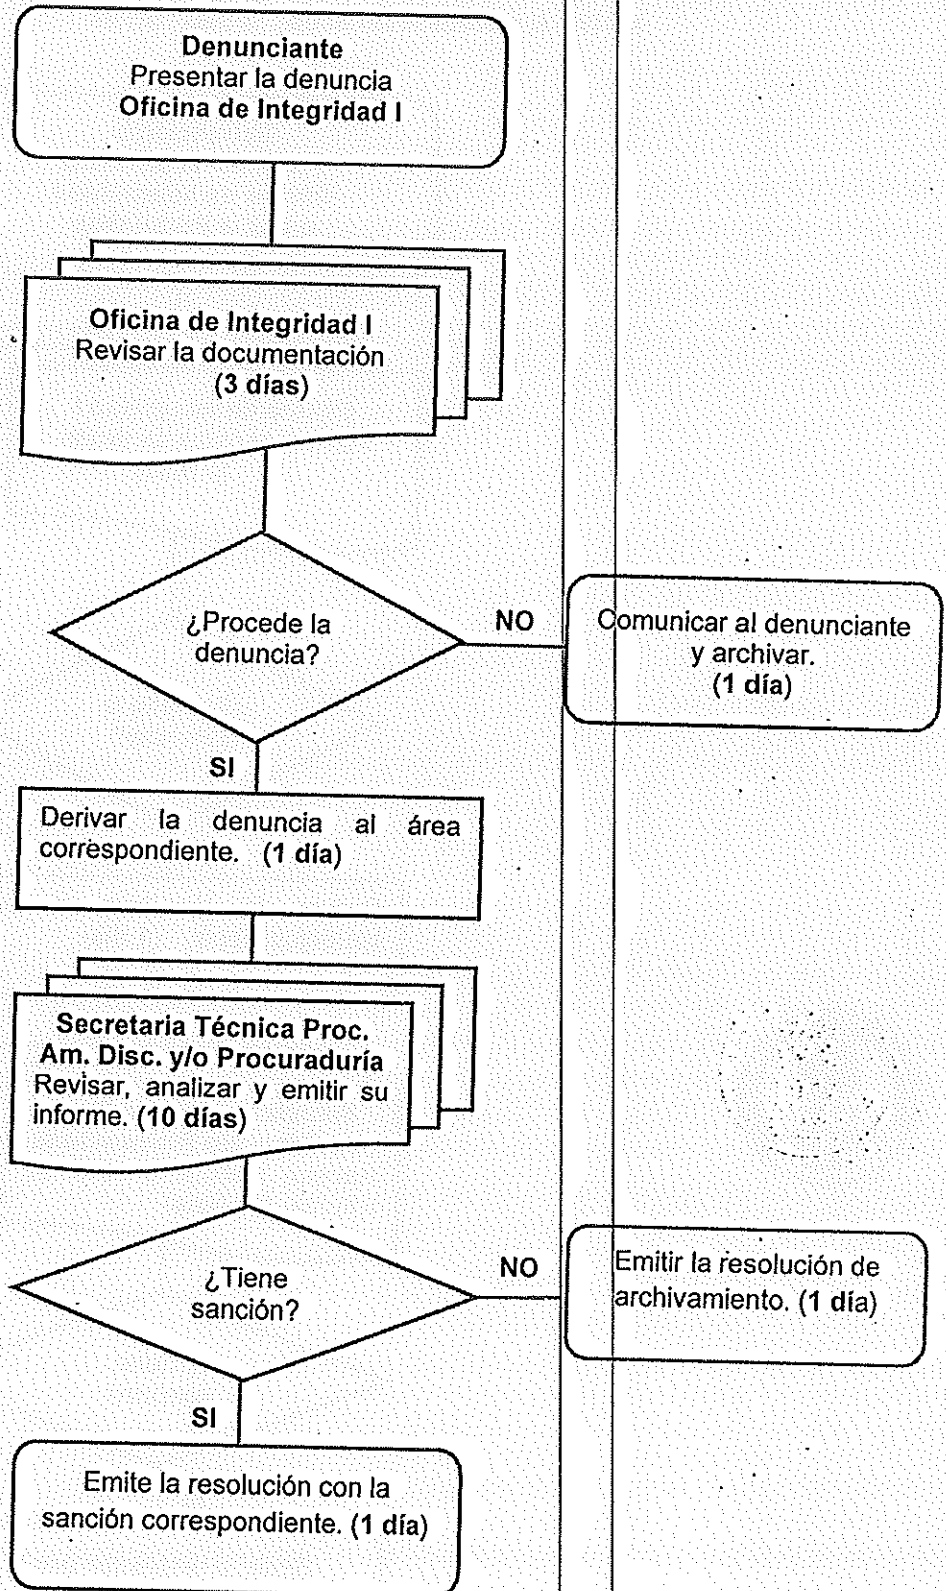 Denunciante
Presentar la denuncia
Oficina de Integridad I
Oficina de Integridad I
Revisar la documentación
(3 días)
¿Procede la
denuncia?
NO
Comunicar al denunciante
y archivar.
(1 día)
SI
Derivar la denuncia al área
correspondiente. (1 día)
Secretaria Técnica Proc.
Am. Disc. y/o Procuraduría
Revisar, analizar y emitir su
informe. (10 días)
¿Tiene
sanción?
NO
Emitir la resolución de
archivamiento. (1 día)
SI
Emite la resolución con la
sanción correspondiente. (1 día)